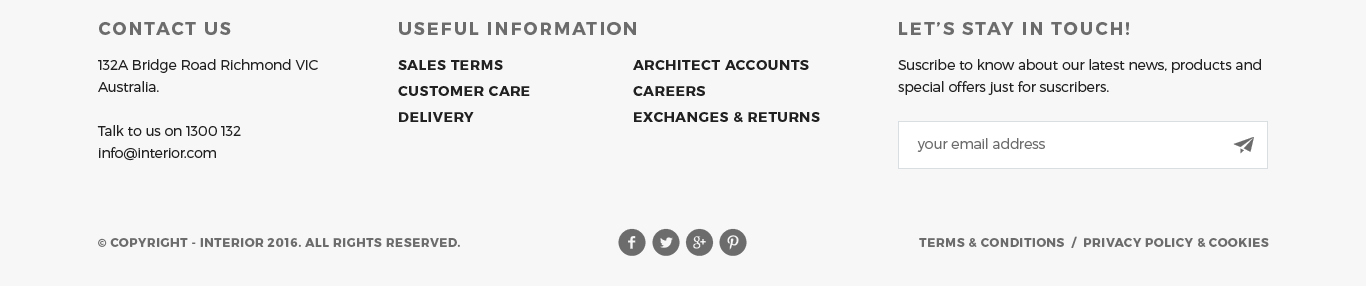 CONTACT US
132A Bridge Road Richmond VIC
Australia.
Talk to us on 1300 132
info@interior.com
USEFUL INFORMATION
SALES TERMS
CUSTOMER CARE
DELIVERY
ARCHITECT ACCOUNTS
CAREERS
EXCHANGES & RETURNS
LET'S STAY IN TOUCH!
Suscribe to know about our latest news, products and
special offers just for suscribers.
your email address
© COPYRIGHT - INTERIOR 2016. ALL RIGHTS RESERVED.
TERMS & CONDITIONS / PRIVACY POLICY & COOKIES